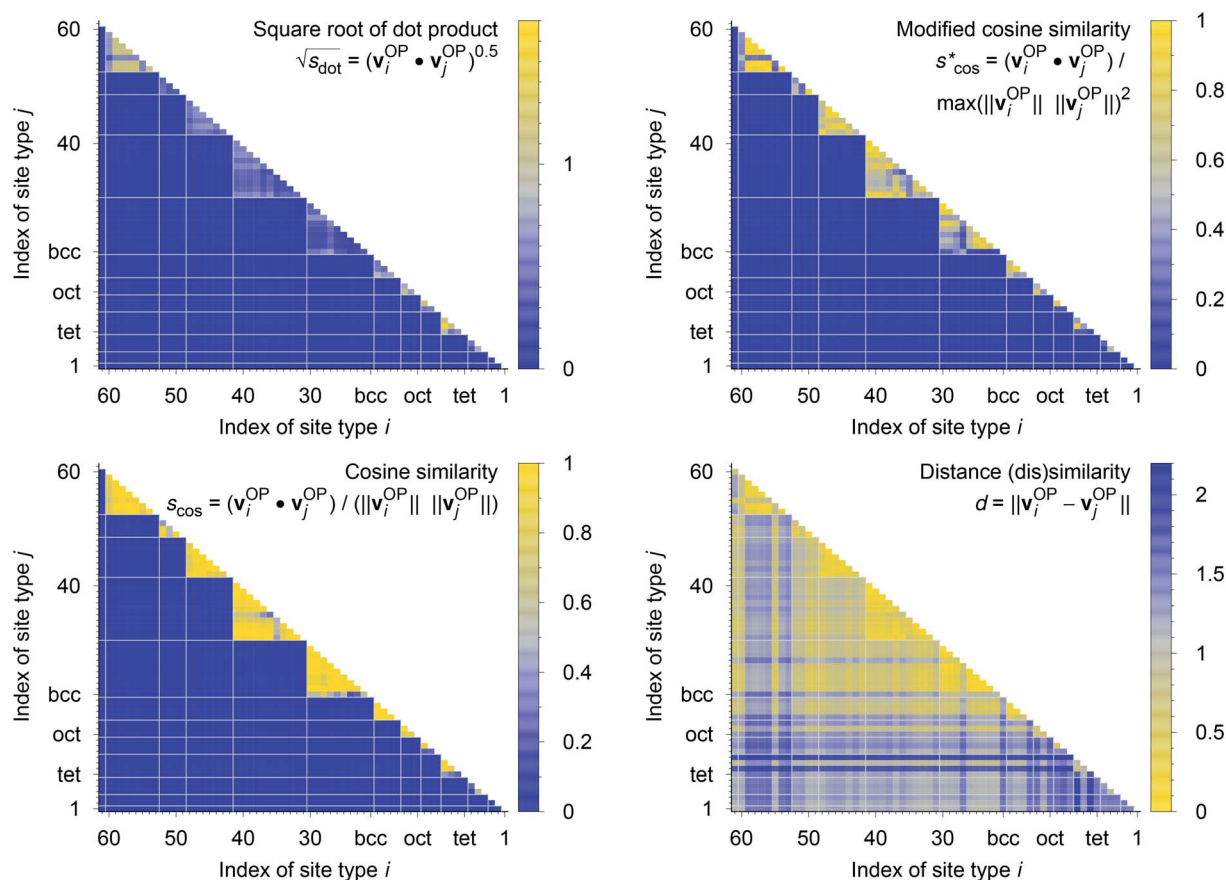 Square root of dot product
√s_dot = (v_i^OP • v_j^OP)^0.5
Index of site type j
60
40
bcc
oct
tet
1
60
50
40
30
bcc
oct
tet
1
Index of site type i
1
0
Modified cosine similarity
s*_cos = (v_i^OP • v_j^OP) /
max(||v_i^OP|| ||v_j^OP||)^2
Index of site type j
60
40
bcc
oct
tet
1
60
50
40
30
bcc
oct
tet
1
Index of site type i
1
0.8
0.6
0.4
0.2
0
Cosine similarity
s_cos = (v_i^OP • v_j^OP) / (||v_i^OP|| ||v_j^OP||)
Index of site type j
60
40
bcc
oct
tet
1
60
50
40
30
bcc
oct
tet
1
Index of site type i
1
0.8
0.6
0.4
0.2
0
Distance (dis)similarity
d = ||v_i^OP − v_j^OP||
Index of site type j
60
40
bcc
oct
tet
1
60
50
40
30
bcc
oct
tet
1
Index of site type i
2
1.5
1
0.5
0